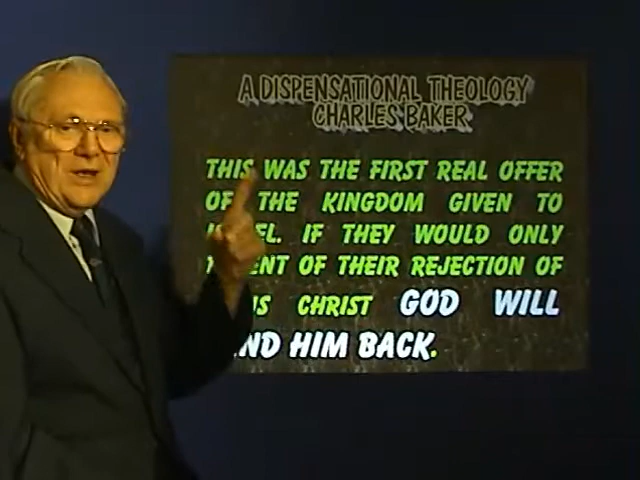 A DISPENSATIONAL THEOLOGY
CHARLES BAKER
THIS WAS THE FIRST REAL OFFER
OF THE KINGDOM GIVEN TO
IF THEY WOULD ONLY
OF THEIR REJECTION OF
CHRIST GOD WILL
HIM BACK.